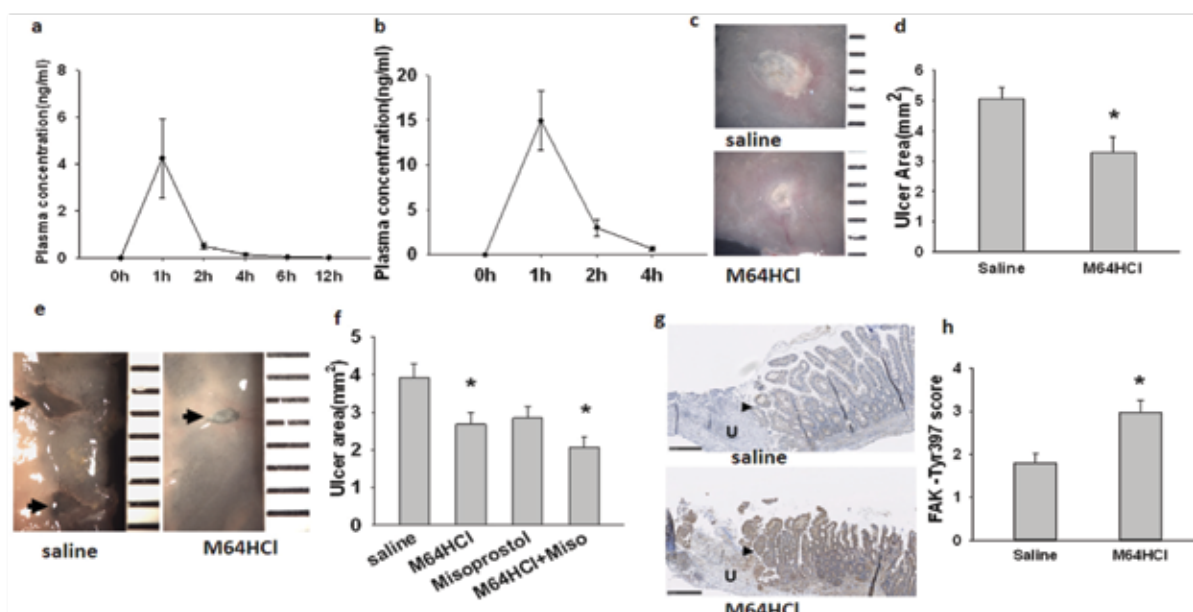 a
Plasma concentration(ng/ml)
8
6
4
2
0
0h 1h 2h 4h 6h 12h
b
Plasma concentration(ng/ml)
20
15
10
5
0
0h 1h 2h 4h
c
saline
M64HCl
d
Ulcer Area(mm2)
6
5
4
3
2
1
0
*
Saline M64HCl
e
saline M64HCl
f
Ulcer area(mm2)
5
4
3
2
1
0
* *
saline
M64HCl
Misoprostol
M64HCl+Miso
g
U
saline
U
M64HCl
h
FAK -Tyr397 score
4
3
2
1
0
*
Saline M64HCl